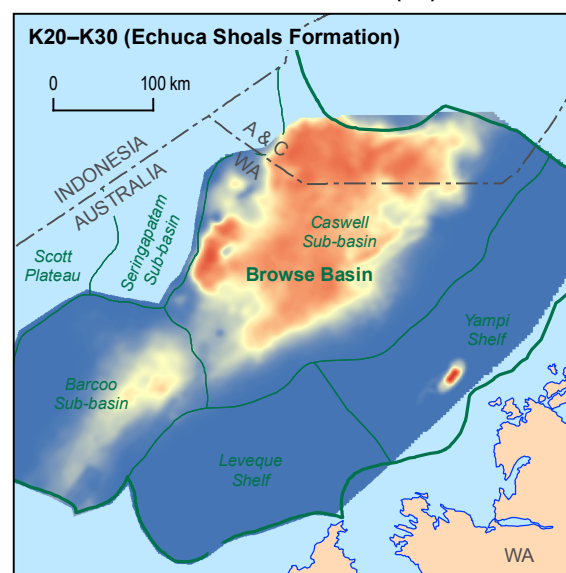 K20–K30 (Echuca Shoals Formation)
0 100 km
INDONESIA
AUSTRALIA
A & C
WA
Scott
Plateau
Seringapatam
Sub-basin
Caswell
Sub-basin
Browse Basin
Yampi
Shelf
Barcoo
Sub-basin
Leveque
Shelf
WA